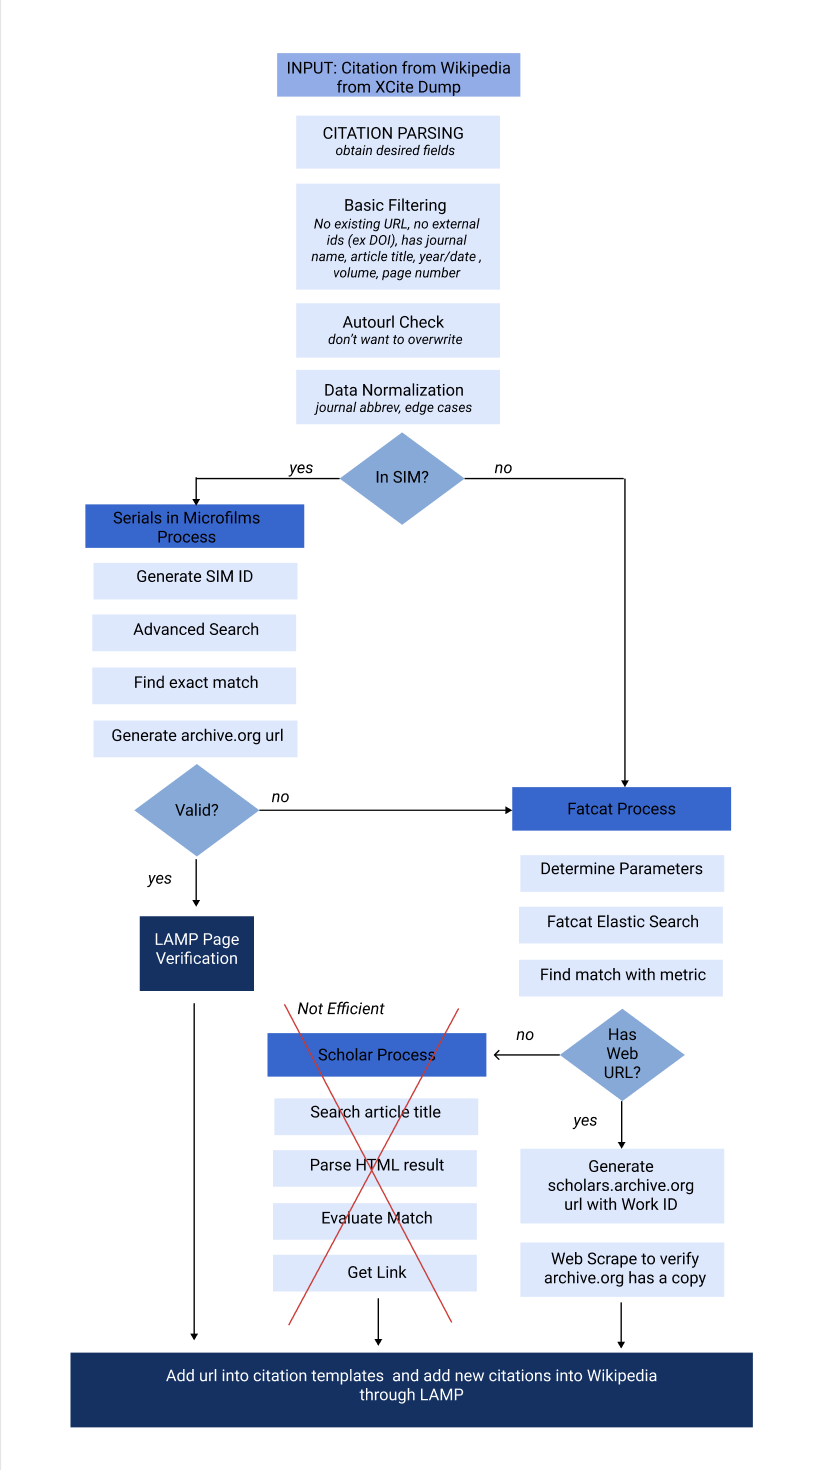 INPUT: Citation from Wikipedia
from XCite Dump
CITATION PARSING
obtain desired fields
Basic Filtering
No existing URL, no external
ids (ex DOI), has journal
name, article title, year/date ,
volume, page number
Autourl Check
don't want to overwrite
Data Normalization
journal abbrev, edge cases
In SIM?
yes
no
Serials in Microfilms
Process
Generate SIM ID
Advanced Search
Find exact match
Generate archive.org url
Valid?
no
yes
LAMP Page
Verification
Fatcat Process
Determine Parameters
Fatcat Elastic Search
Find match with metric
Has
Web
URL?
no
yes
Not Efficient
Scholar Process
Search article title
Parse HTML result
Evaluate Match
Get Link
Generate
scholars.archive.org
url with Work ID
Web Scrape to verify
archive.org has a copy
Add url into citation templates  and add new citations into Wikipedia
through LAMP